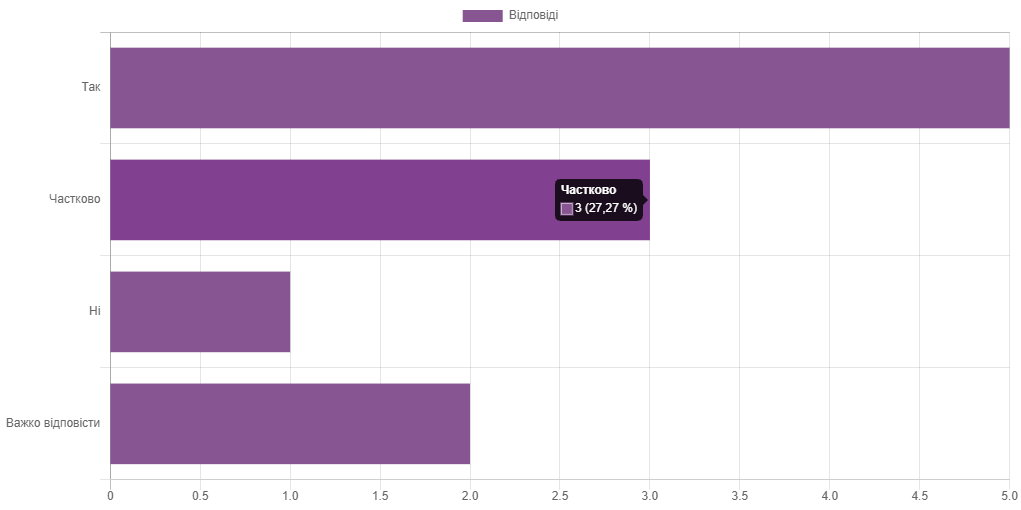 Відповіді
Так
Частково
Частково
3 (27,27 %)
Ні
Важко відповісти
0 0.5 1.0 1.5 2.0 2.5 3.0 3.5 4.0 4.5 5.0